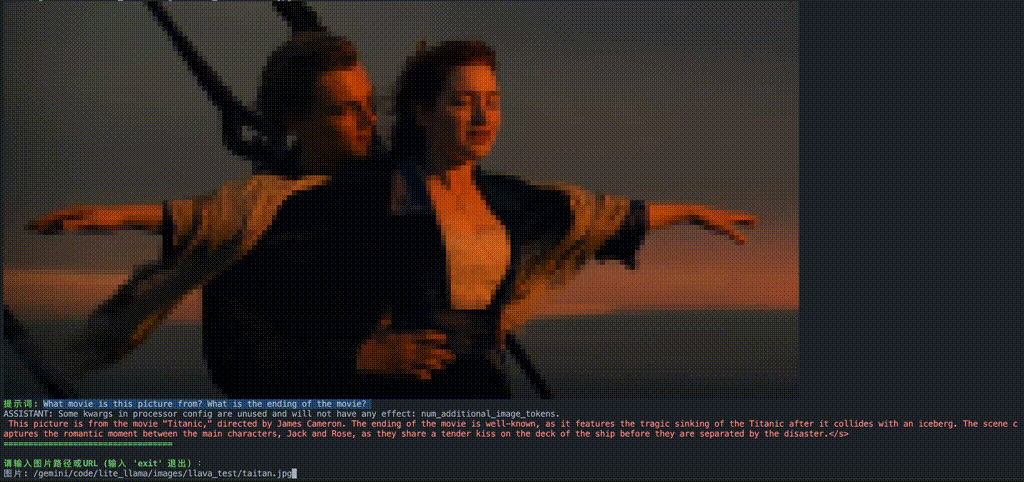 提示词: What movie is this picture from? What is the ending of the movie?
ASSISTANT: Some kwargs in processor config are unused and will not have any effect: num_additional_image_tokens.
This picture is from the movie "Titanic," directed by James Cameron. The ending of the movie is well-known, as it features the tragic sinking of the Titanic after it collides with an iceberg. The scene c
aptures the romantic moment between the main characters, Jack and Rose, as they share a tender kiss on the deck of the ship before they are separated by the disaster.</s>
==================================
请输入图片路径或URL (输入 'exit' 退出) :
图片: /gemini/code/lite_llama/images/llava_test/taitan.jpg